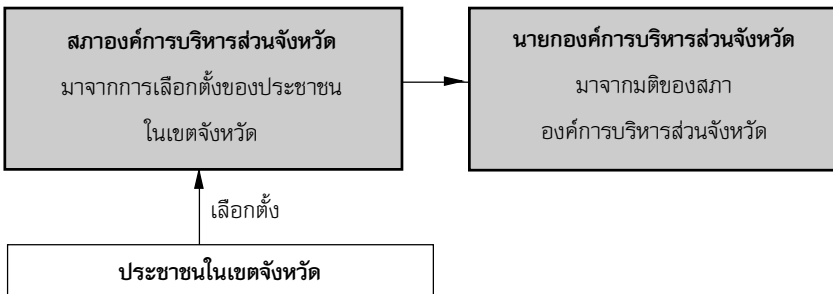 สภาองค์การบริหารส่วนจังหวัด
มาจากการเลือกตั้งของประชาชน
ในเขตจังหวัด
นายกองค์การบริหารส่วนจังหวัด
มาจากมติของสภา
องค์การบริหารส่วนจังหวัด
เลือกตั้ง
ประชาชนในเขตจังหวัด